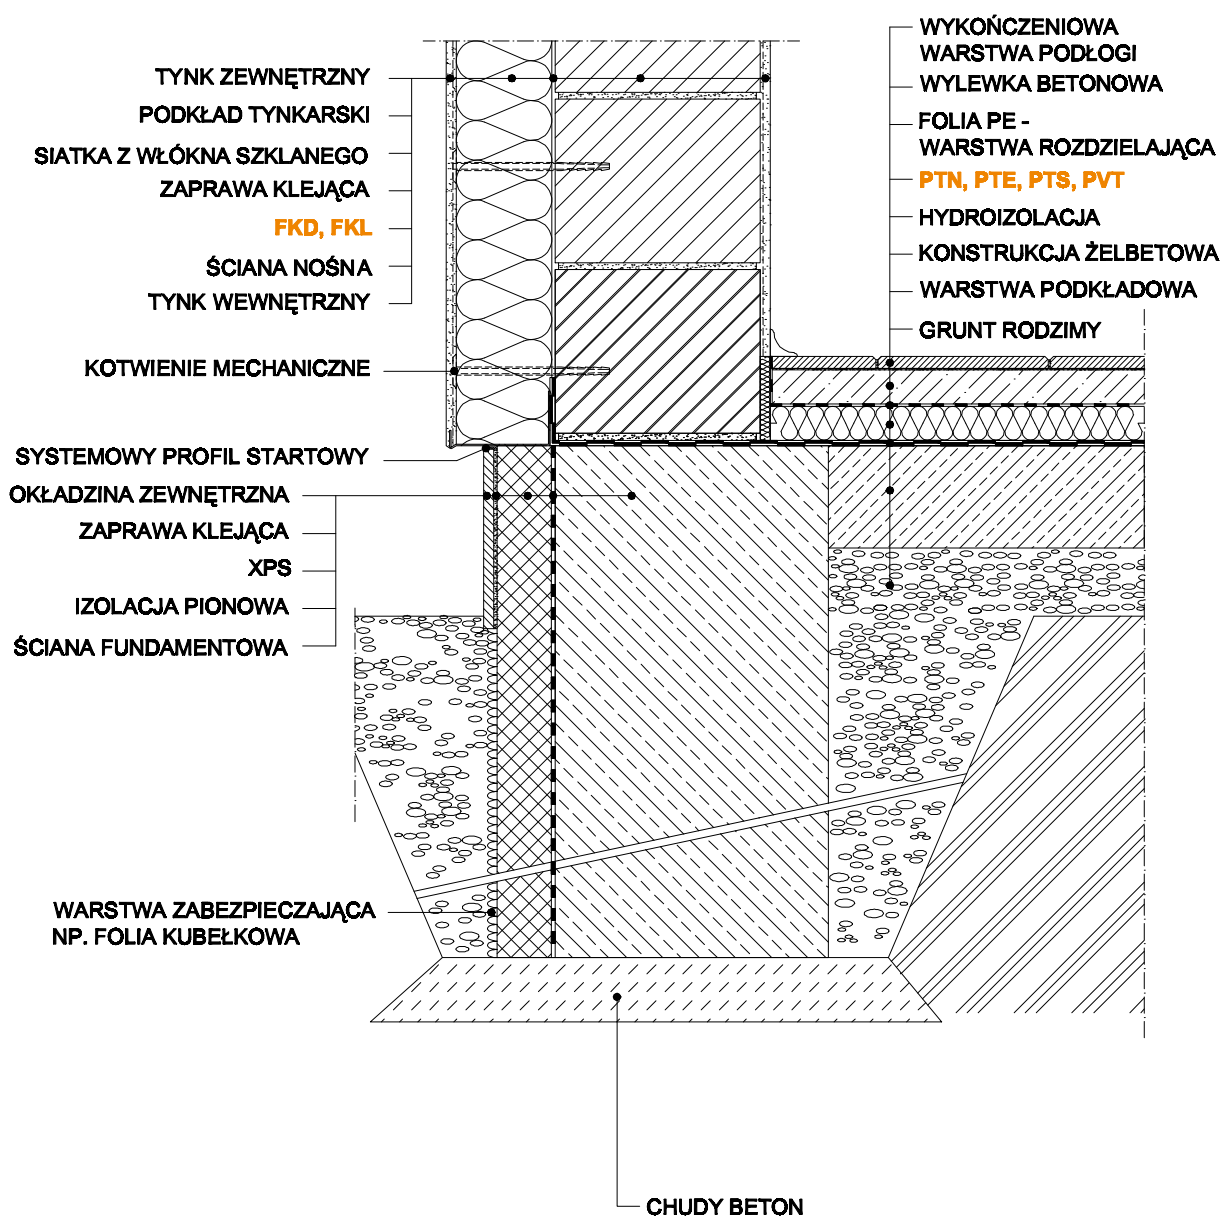 TYNK ZEWNĘTRZNY
PODKŁAD TYNKARSKI
SIATKA Z WŁÓKNA SZKLANEGO
ZAPRAWA KLEJĄCA
FKD, FKL
ŚCIANA NOŚNA
TYNK WEWNĘTRZNY
KOTWIENIE MECHANICZNE
SYSTEMOWY PROFIL STARTOWY
OKŁADZINA ZEWNĘTRZNA
ZAPRAWA KLEJĄCA
XPS
IZOLACJA PIONOWA
ŚCIANA FUNDAMENTOWA
WARSTWA ZABEZPIECZAJĄCA
NP. FOLIA KUBEŁKOWA
WYKOŃCZENIOWA
WARSTWA PODŁOGI
WYLEWKA BETONOWA
FOLIA PE -
WARSTWA ROZDZIELAJĄCA
PTN, PTE, PTS, PVT
HYDROIZOLACJA
KONSTRUKCJA ŻELBETOWA
WARSTWA PODKŁADOWA
GRUNT RODZIMY
CHUDY BETON